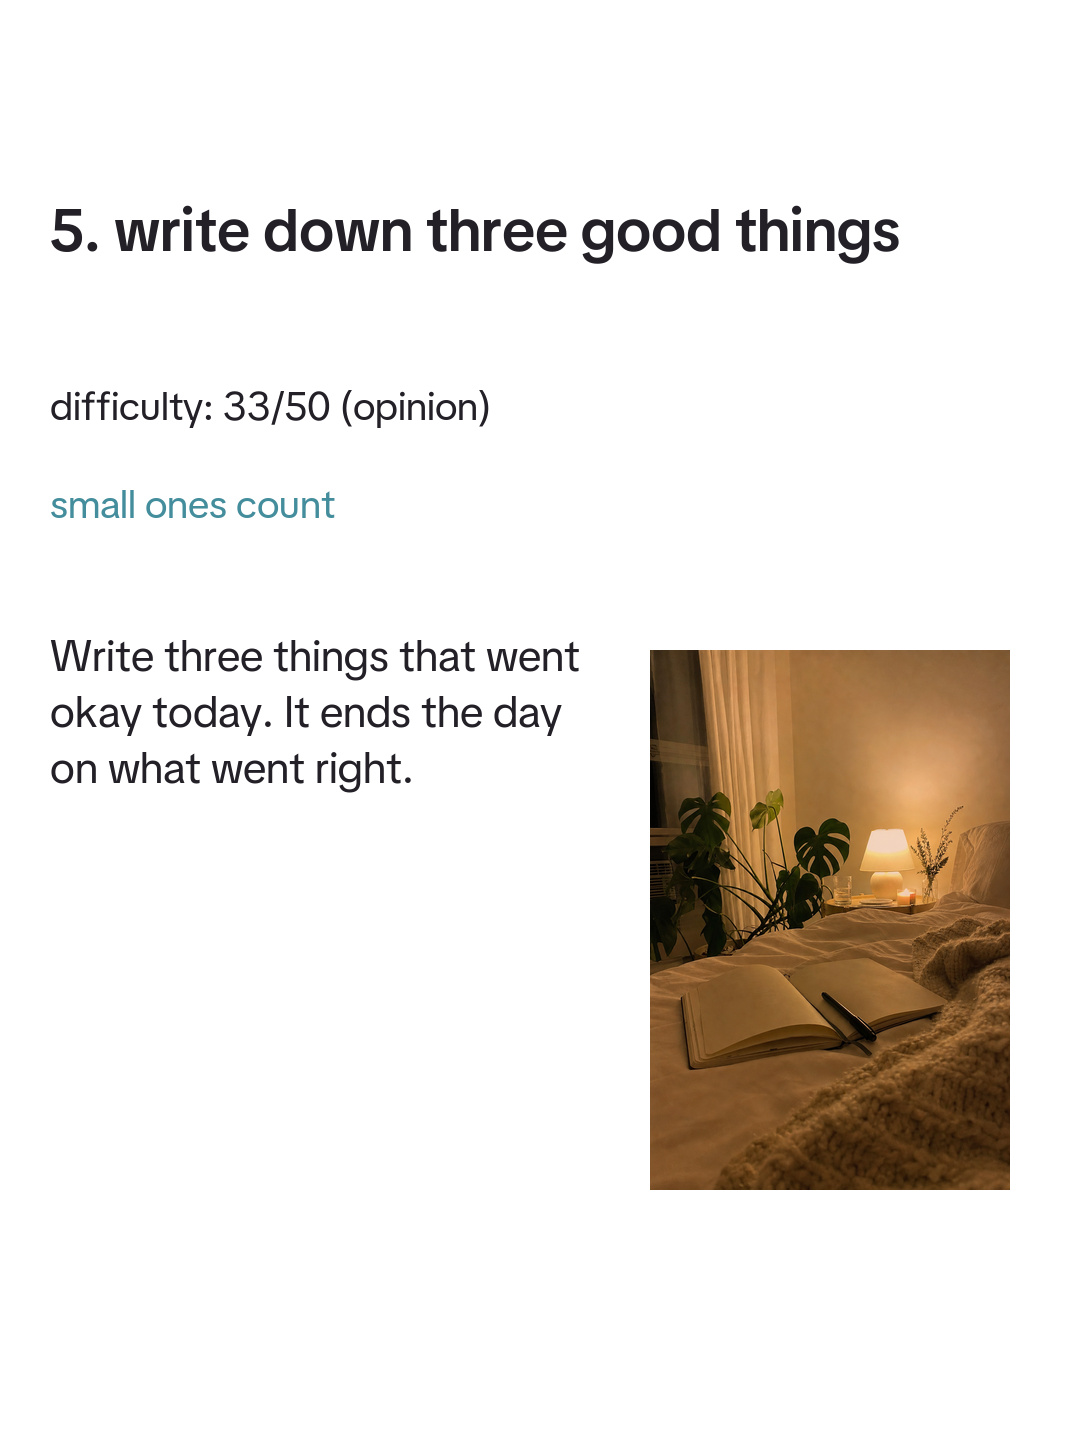 5. write down three good things
difficulty: 33/50 (opinion)
small ones count
Write three things that went
okay today. It ends the day
on what went right.